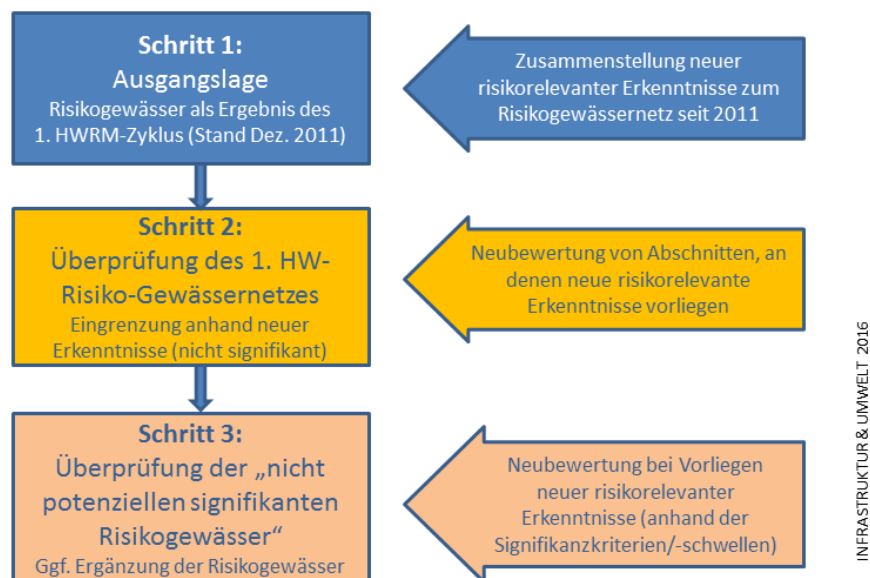 Schritt 1:
Ausgangslage
Risikogewässer als Ergebnis des
1. HWRM-Zyklus (Stand Dez. 2011)
Zusammenstellung neuer
risikorelevanter Erkenntnisse zum
Risikogewässernetz seit 2011
Schritt 2:
Überprüfung des 1. HW-
Risiko-Gewässernetzes
Eingrenzung anhand neuer
Erkenntnisse (nicht signifikant)
Neubewertung von Abschnitten, an
denen neue risikorelevante
Erkenntnisse vorliegen
Schritt 3:
Überprüfung der „nicht
potenziellen signifikanten
Risikogewässer“
Ggf. Ergänzung der Risikogewässer
Neubewertung bei Vorliegen
neuer risikorelevanter
Erkenntnisse (anhand der
Signifikanzkriterien/-schwellen)
INFRASTRUKTUR & UMWELT 2016